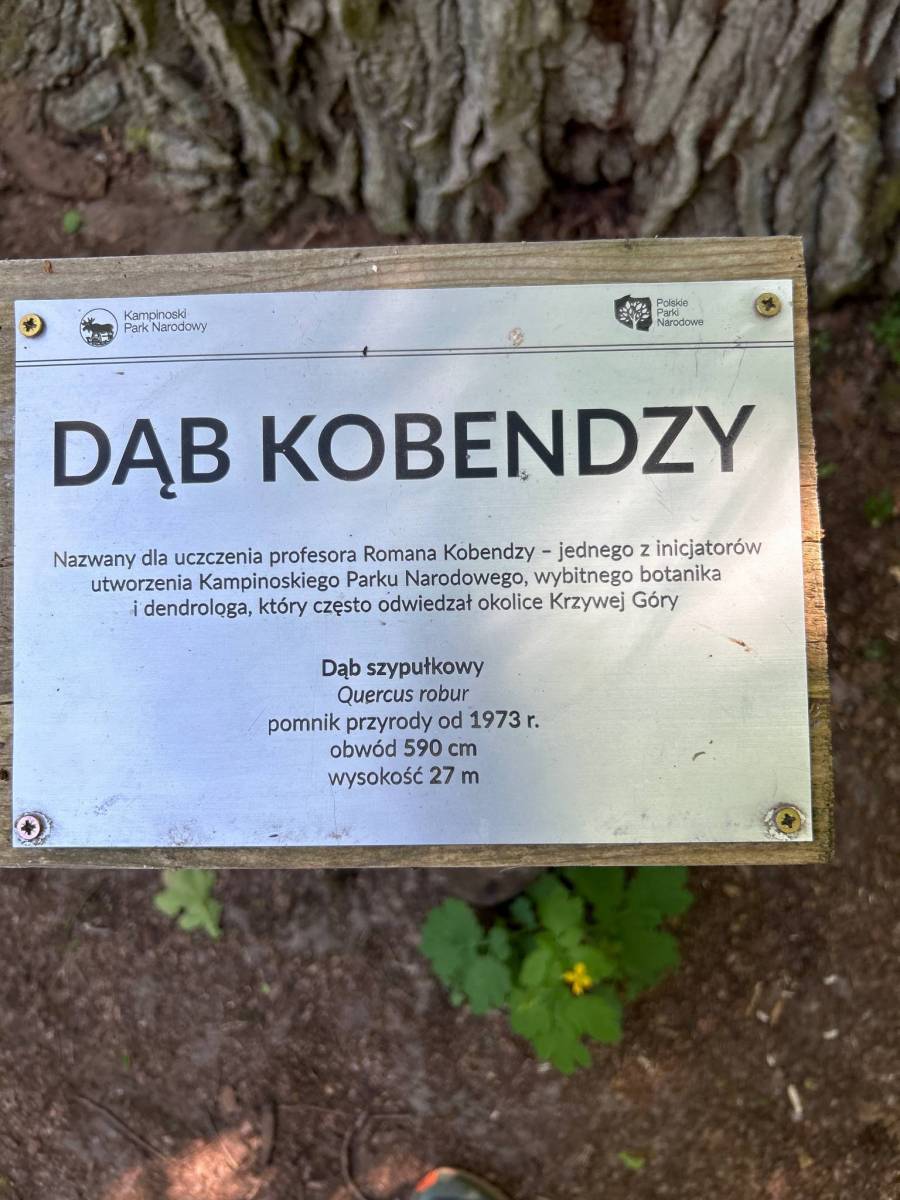 Kampinoski
Park Narodowy
Polskie
Parki
Narodowe
DĄB KOBENDZY
Nazwany dla uczczenia profesora Romana Kobendzy – jednego z inicjatorów
utworzenia Kampinoskiego Parku Narodowego, wybitnego botanika
i dendrologa, który często odwiedzał okolice Krzywej Góry
Dąb szypułkowy
Quercus robur
pomnik przyrody od 1973 r.
obwód 590 cm
wysokość 27 m